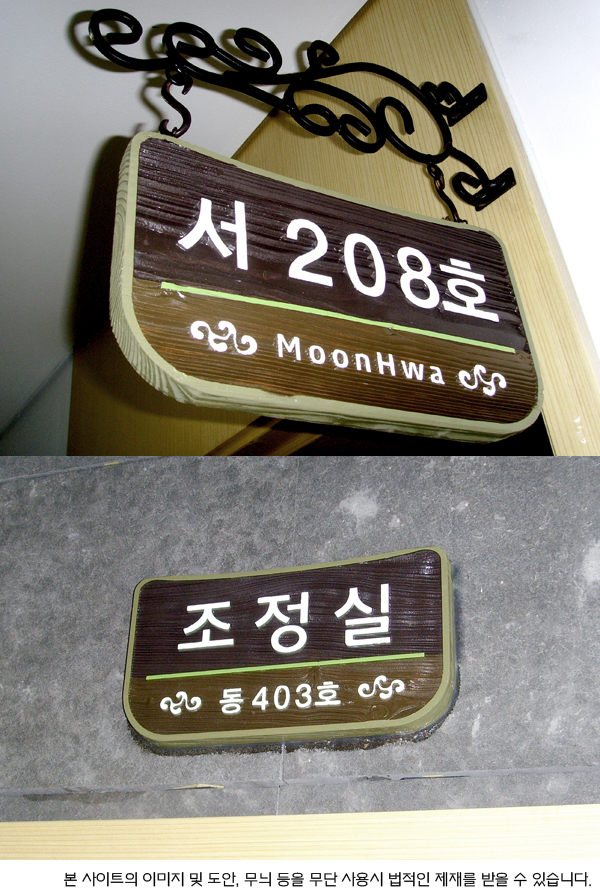 서 208호
MoonHwa
조정실
동403호
본 사이트의 이미지 및 도안, 무늬 등을 무단 사용시 법적인 제재를 받을 수 있습니다.